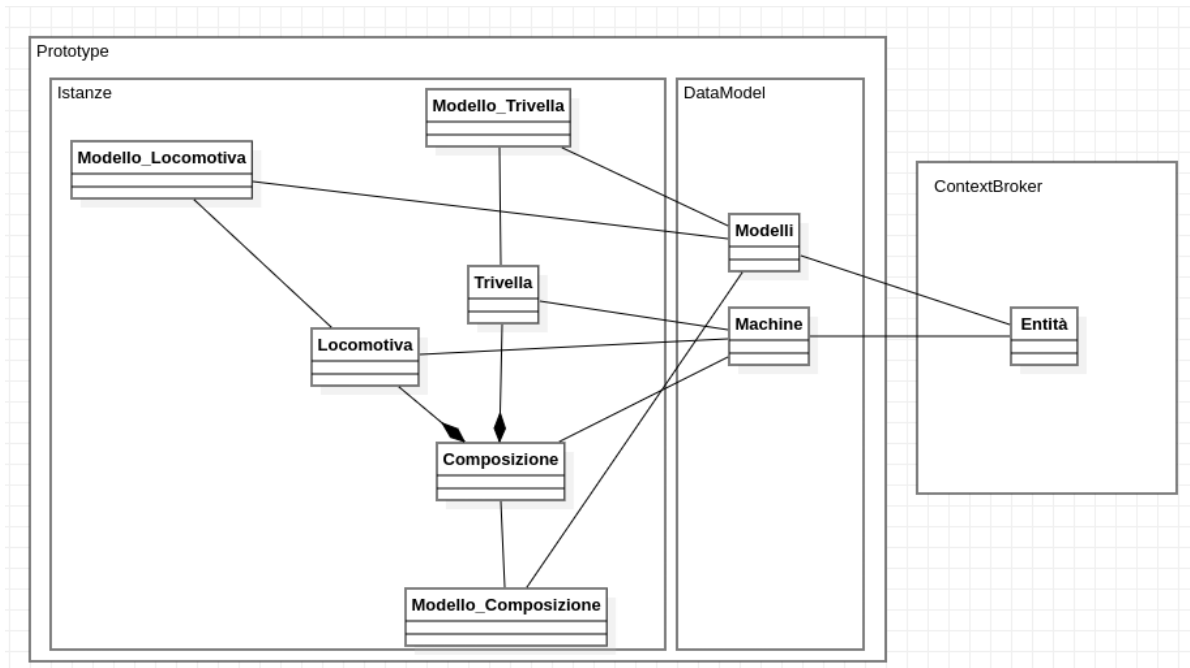 Prototype
Istanze
DataModel
Modello_Trivella
Modello_Locomotiva
ContextBroker
Modelli
Trivella
Machine
Entità
Locomotiva
Composizione
Modello_Composizione